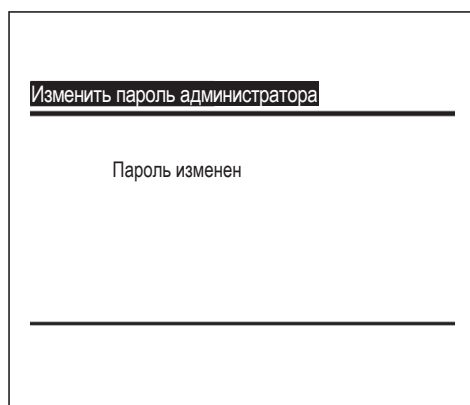 Изменить пароль администратора
Пароль изменен